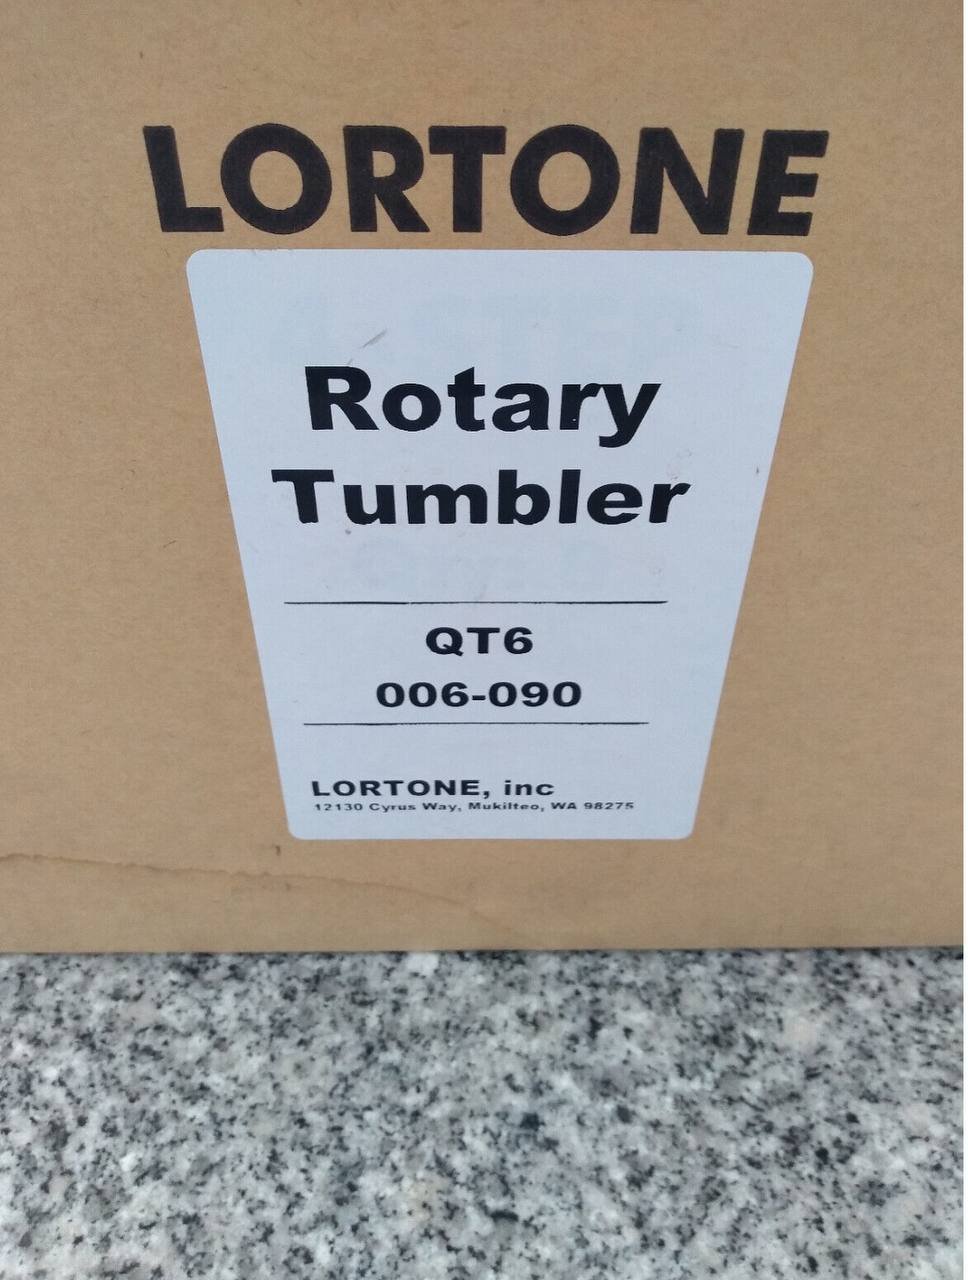 LORTONE
Rotary
Tumbler
QT6
006-090
LORTONE, inc
12130 Cyrus Way, Mukilteo, WA 98275